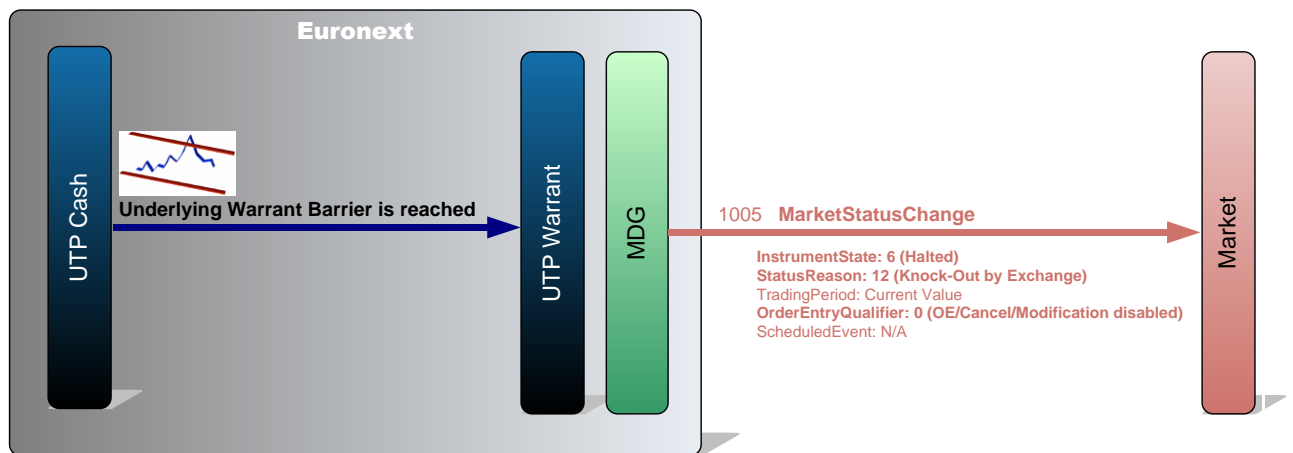 Euronext
UTP Cash
Underlying Warrant Barrier is reached
UTP Warrant
MDG
1005 MarketStatusChange
InstrumentState: 6 (Halted)
StatusReason: 12 (Knock-Out by Exchange)
TradingPeriod: Current Value
OrderEntryQualifier: 0 (OE/Cancel/Modification disabled)
ScheduledEvent: N/A
Market